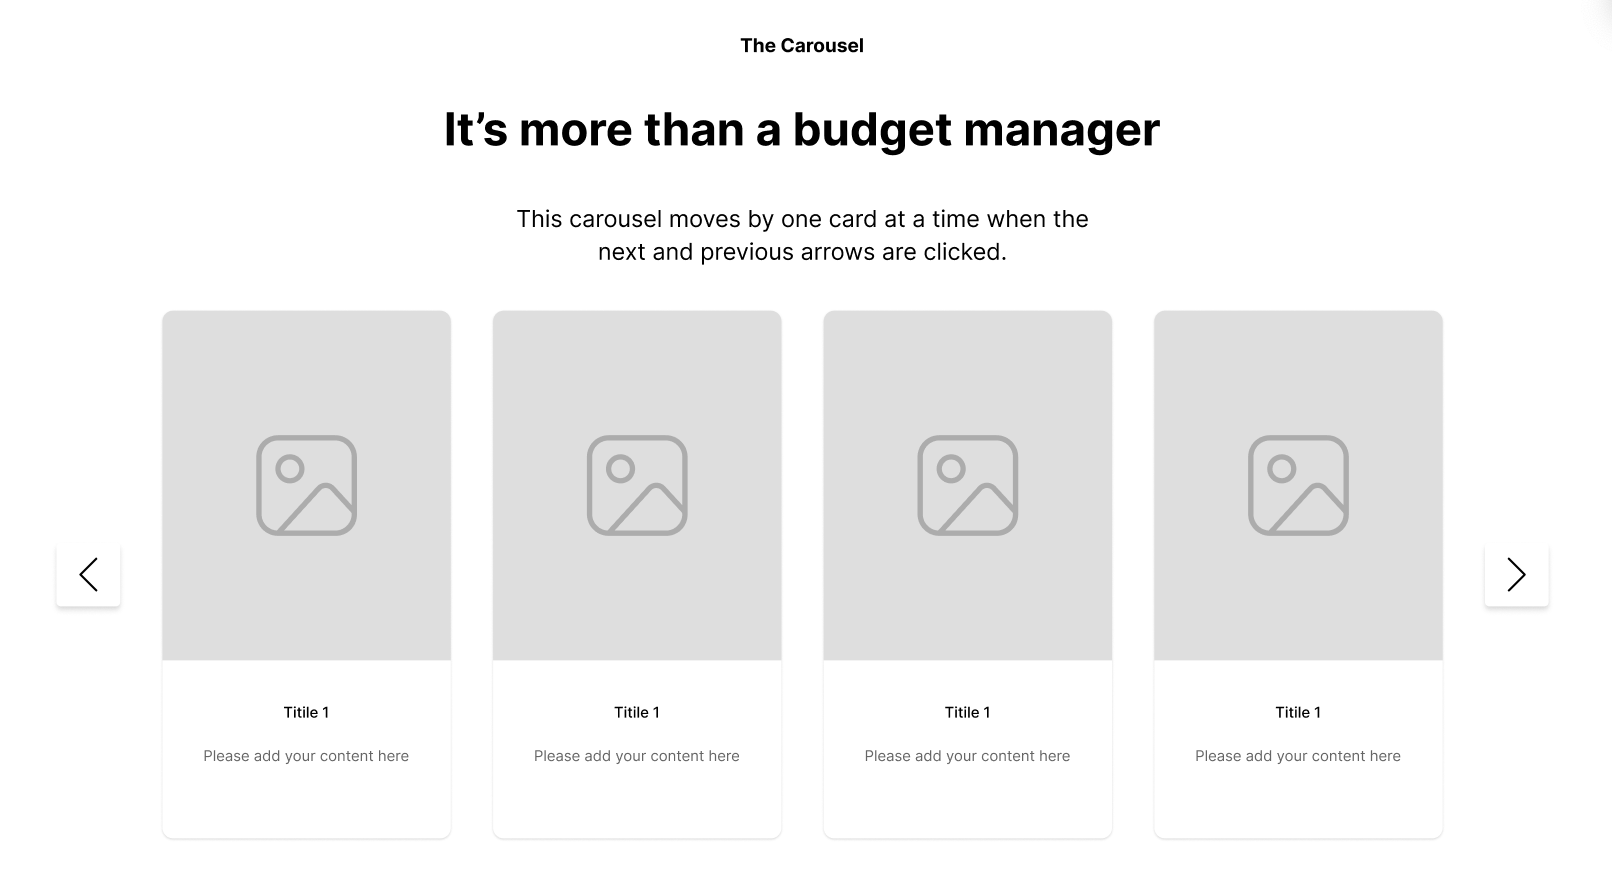 The Carousel
It’s more than a budget manager
This carousel moves by one card at a time when the
next and previous arrows are clicked.
Titile 1
Please add your content here
Titile 1
Please add your content here
Titile 1
Please add your content here
Titile 1
Please add your content here